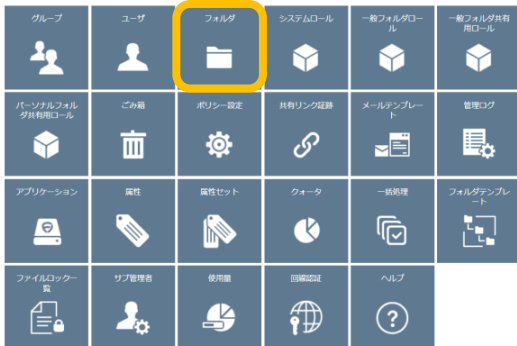 グループ
ユーザ
フォルダ
システムロール
一般フォルダロー
ル
一般フォルダ共有
用ロール
パーソナルフォル
ダ共有用ロール
ごみ箱
ポリシー設定
共有リンク証跡
メールテンプレー
ト
管理ログ
アプリケーション
属性
属性セット
クォータ
一括処理
フォルダテンプレ
ート
ファイルロック一
覧
サブ管理者
使用量
回線認証
ヘルプ